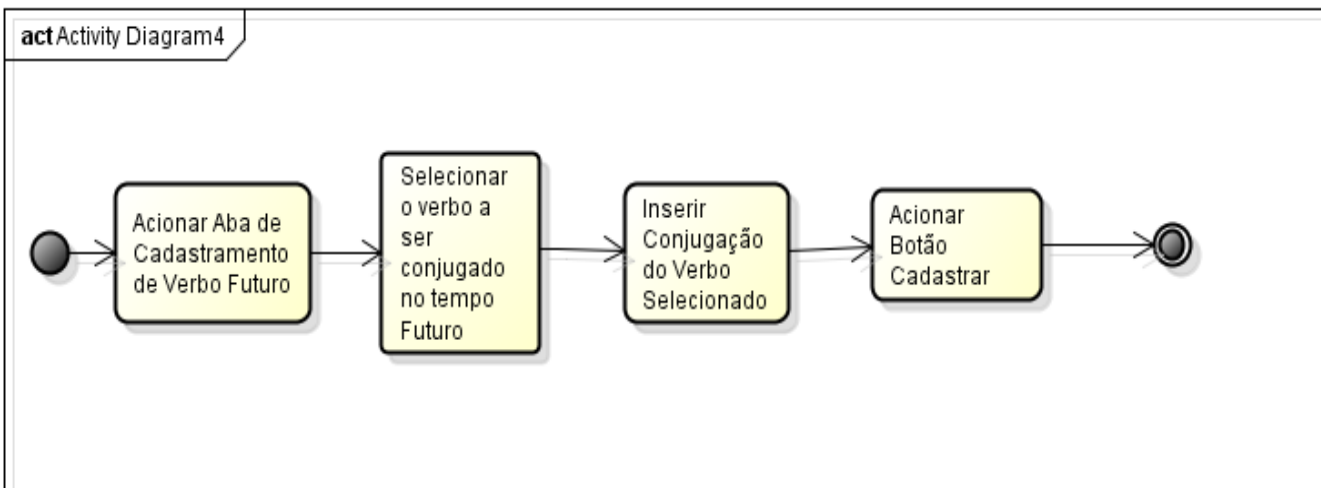 act Activity Diagram4
Acionar Aba de
Cadastramento
de Verbo Futuro
Selecionar
o verbo a
ser
conjugado
no tempo
Futuro
Inserir
Conjugação
do Verbo
Selecionado
Acionar
Botão
Cadastrar